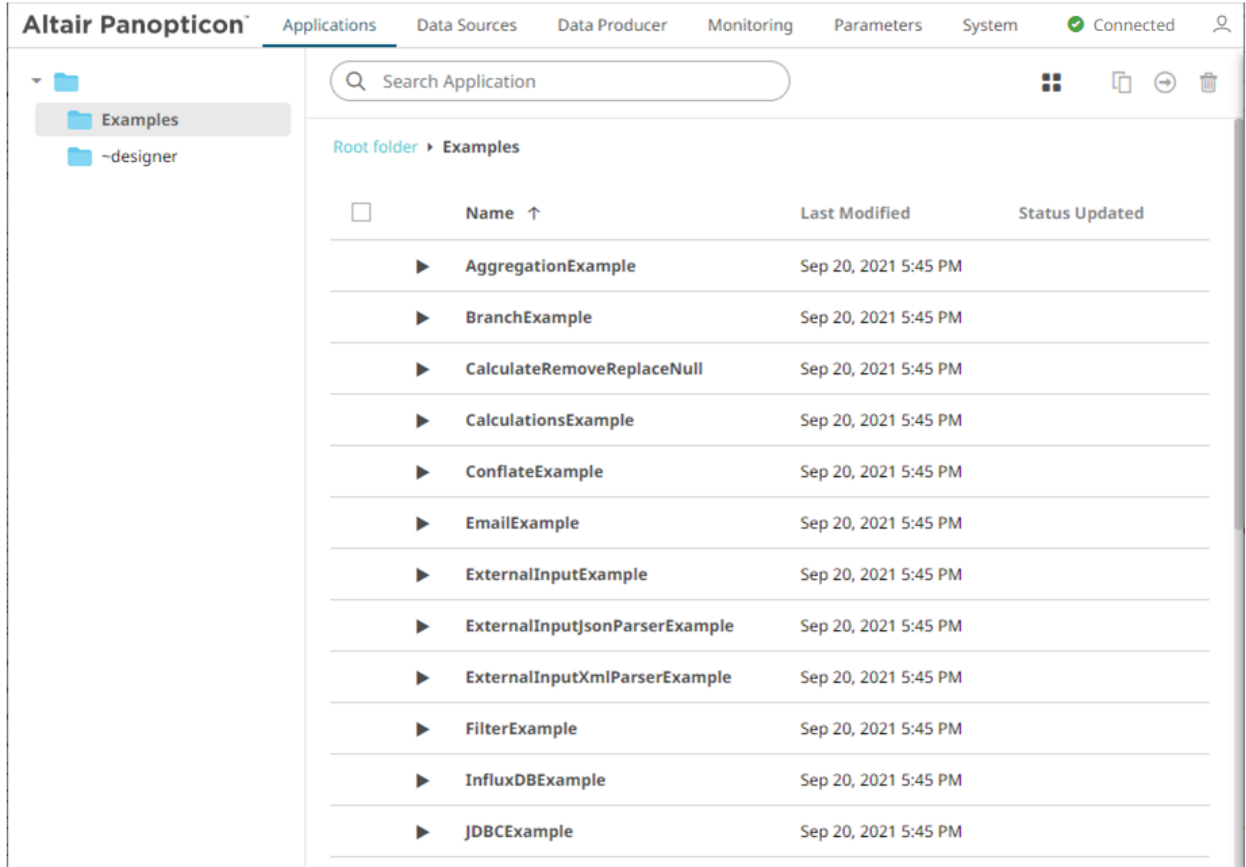 Altair Panopticon™ Applications Data Sources Data Producer Monitoring Parameters System Connected
Search Application
Examples
~designer
Root folder Examples
Name ↑ Last Modified Status Updated
AggregationExample Sep 20, 2021 5:45 PM
BranchExample Sep 20, 2021 5:45 PM
CalculateRemoveReplaceNull Sep 20, 2021 5:45 PM
CalculationsExample Sep 20, 2021 5:45 PM
ConflateExample Sep 20, 2021 5:45 PM
EmailExample Sep 20, 2021 5:45 PM
ExternalInputExample Sep 20, 2021 5:45 PM
ExternalInputJsonParserExample Sep 20, 2021 5:45 PM
ExternalInputXmlParserExample Sep 20, 2021 5:45 PM
FilterExample Sep 20, 2021 5:45 PM
InfluxDBExample Sep 20, 2021 5:45 PM
JDBCExample Sep 20, 2021 5:45 PM